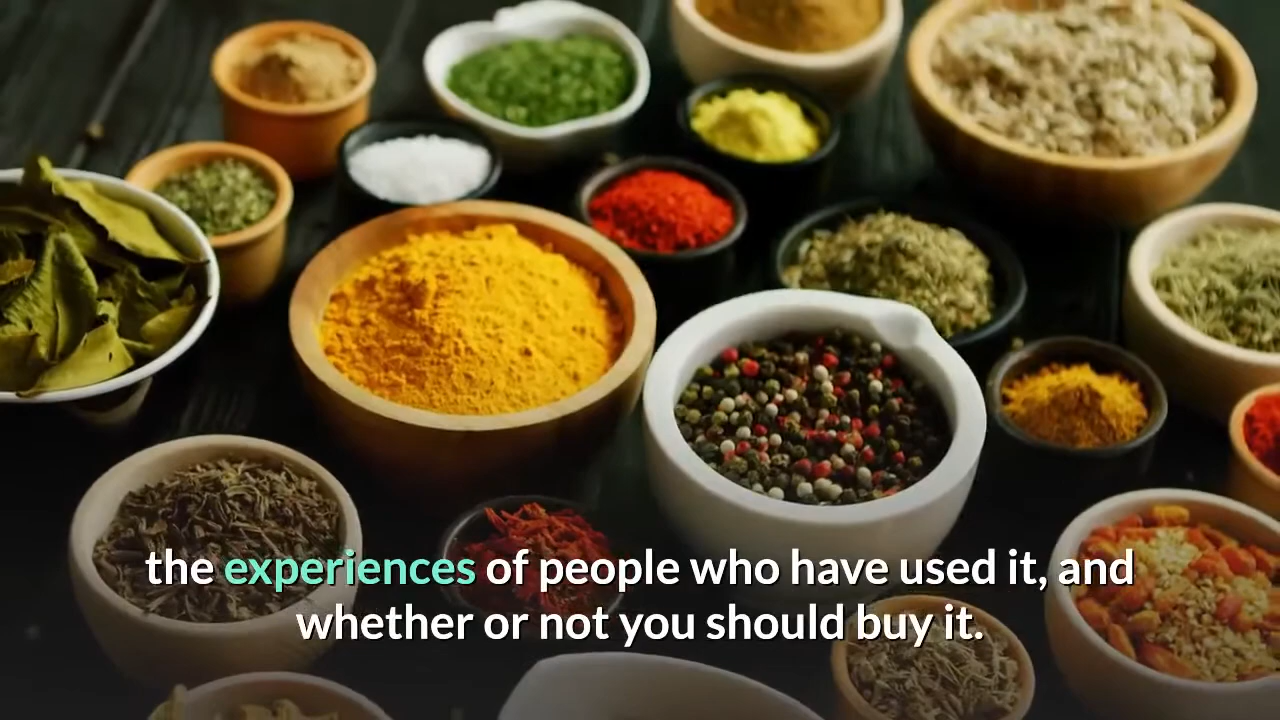 the experiences of people who have used it, and
whether or not you should buy it.